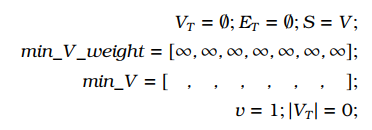 V_T = ∅; E_T = ∅; S = V;
min_V_weight = [∞, ∞, ∞, ∞, ∞, ∞, ∞];
min_V = [ , , , , , , ];
v = 1; |V_T| = 0;